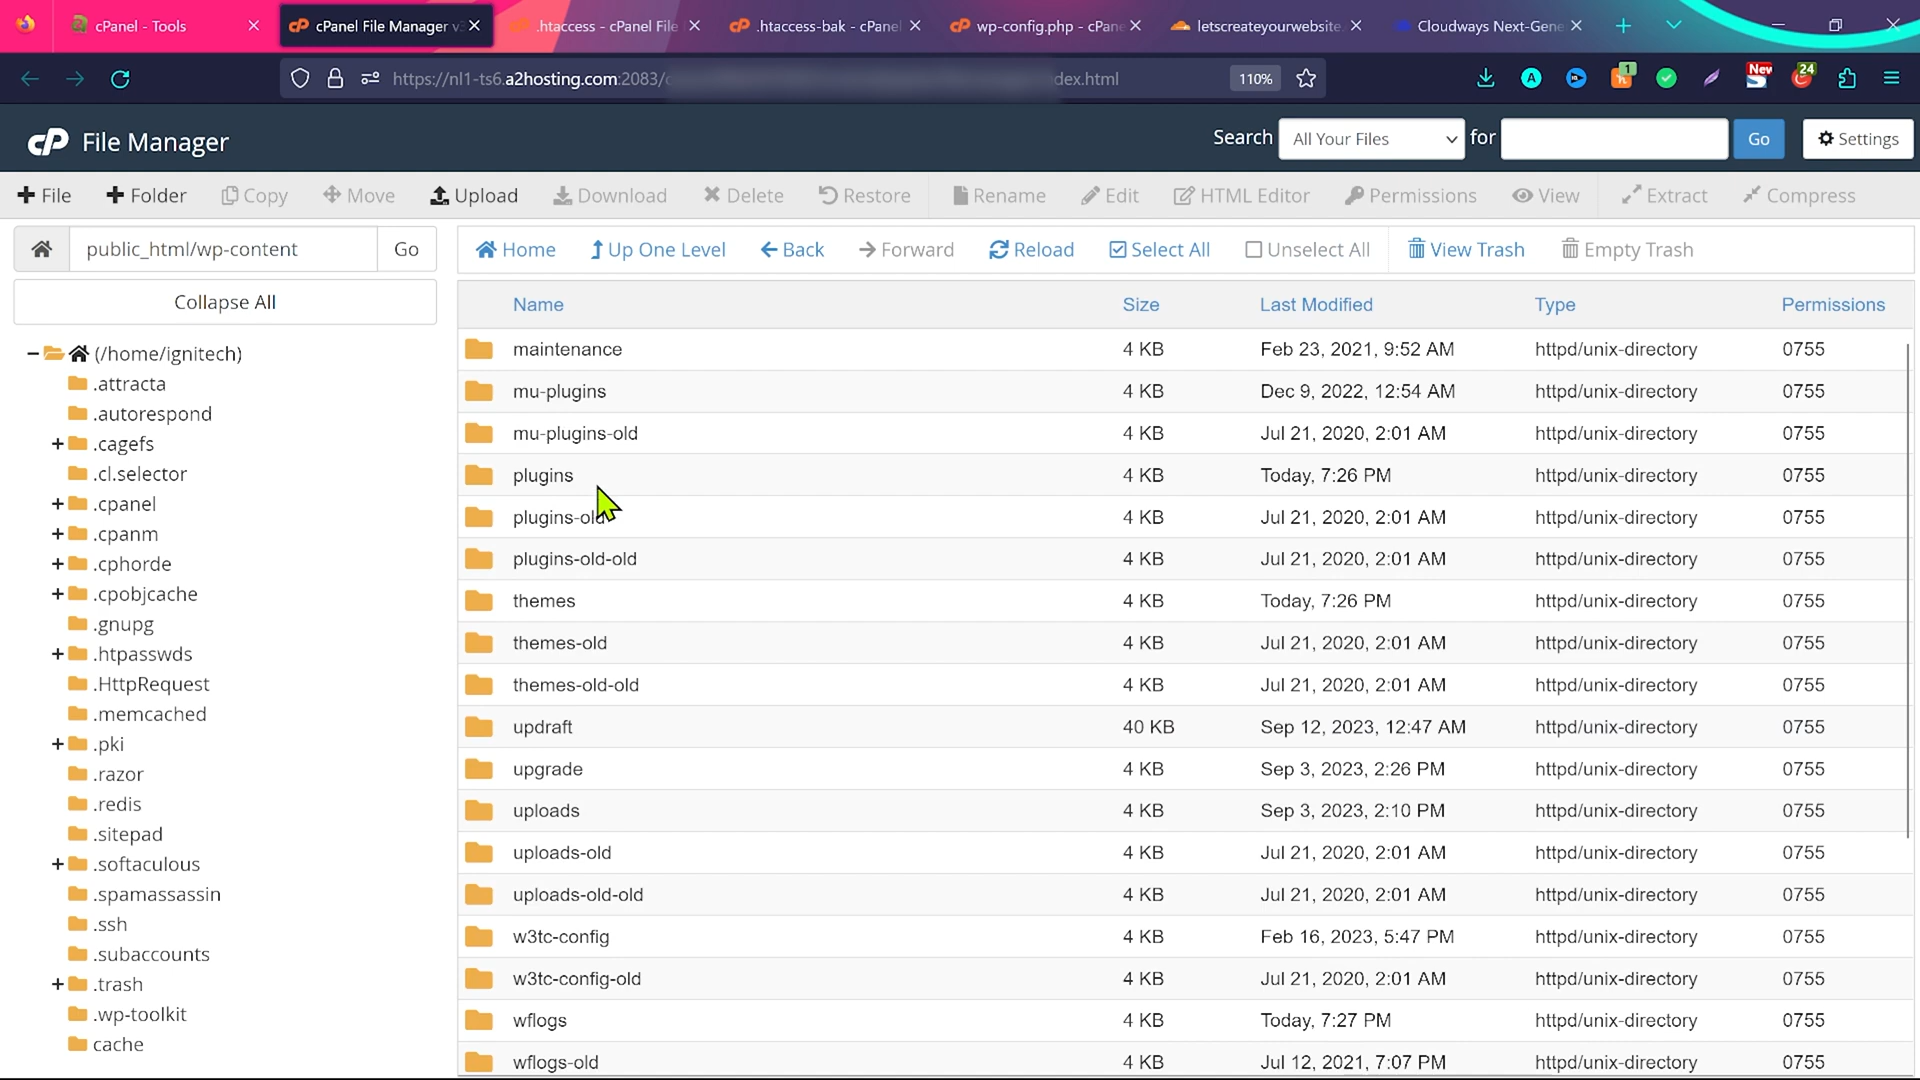 cPanel - Tools
cPanel File Manager v
.htaccess - cPanel File
.htaccess-bak - cPanel
wp-config.php - cPane
letscreateyourwebsite.
Cloudways Next-Gene
https://nl1-ts6.a2hosting.com:2083/
dex.html
110%
1
New
24
cP File Manager
Search All Your Files for Go Settings
File Folder Copy Move Upload Download Delete Restore Rename Edit HTML Editor Permissions View Extract Compress
public_html/wp-content Go
Home Up One Level Back Forward Reload Select All Unselect All View Trash Empty Trash
Collapse All
(/home/ignitech)
.attracta
.autorespond
.cagefs
.cl.selector
.cpanel
.cpanm
.cphorde
.cpobjcache
.gnupg
.htpasswds
.HttpRequest
.memcached
.pki
.razor
.redis
.sitepad
.softaculous
.spamassassin
.ssh
.subaccounts
.trash
.wp-toolkit
cache
Name Size Last Modified Type Permissions
maintenance 4 KB Feb 23, 2021, 9:52 AM httpd/unix-directory 0755
mu-plugins 4 KB Dec 9, 2022, 12:54 AM httpd/unix-directory 0755
mu-plugins-old 4 KB Jul 21, 2020, 2:01 AM httpd/unix-directory 0755
plugins 4 KB Today, 7:26 PM httpd/unix-directory 0755
plugins-old 4 KB Jul 21, 2020, 2:01 AM httpd/unix-directory 0755
plugins-old-old 4 KB Jul 21, 2020, 2:01 AM httpd/unix-directory 0755
themes 4 KB Today, 7:26 PM httpd/unix-directory 0755
themes-old 4 KB Jul 21, 2020, 2:01 AM httpd/unix-directory 0755
themes-old-old 4 KB Jul 21, 2020, 2:01 AM httpd/unix-directory 0755
updraft 40 KB Sep 12, 2023, 12:47 AM httpd/unix-directory 0755
upgrade 4 KB Sep 3, 2023, 2:26 PM httpd/unix-directory 0755
uploads 4 KB Sep 3, 2023, 2:10 PM httpd/unix-directory 0755
uploads-old 4 KB Jul 21, 2020, 2:01 AM httpd/unix-directory 0755
uploads-old-old 4 KB Jul 21, 2020, 2:01 AM httpd/unix-directory 0755
w3tc-config 4 KB Feb 16, 2023, 5:47 PM httpd/unix-directory 0755
w3tc-config-old 4 KB Jul 21, 2020, 2:01 AM httpd/unix-directory 0755
wflogs 4 KB Today, 7:27 PM httpd/unix-directory 0755
wflogs-old 4 KB Jul 12, 2021, 7:07 PM httpd/unix-directory 0755